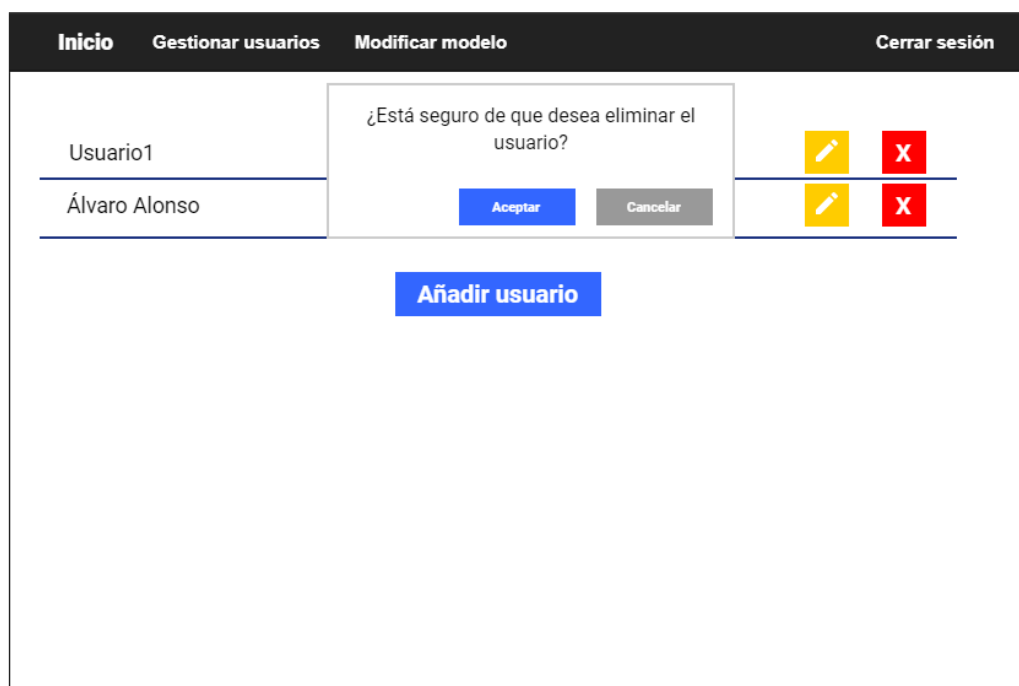 Inicio Gestionar usuarios Modificar modelo Cerrar sesión
¿Está seguro de que desea eliminar el
usuario?
Usuario1 X
Álvaro Alonso X
Aceptar Cancelar
Añadir usuario